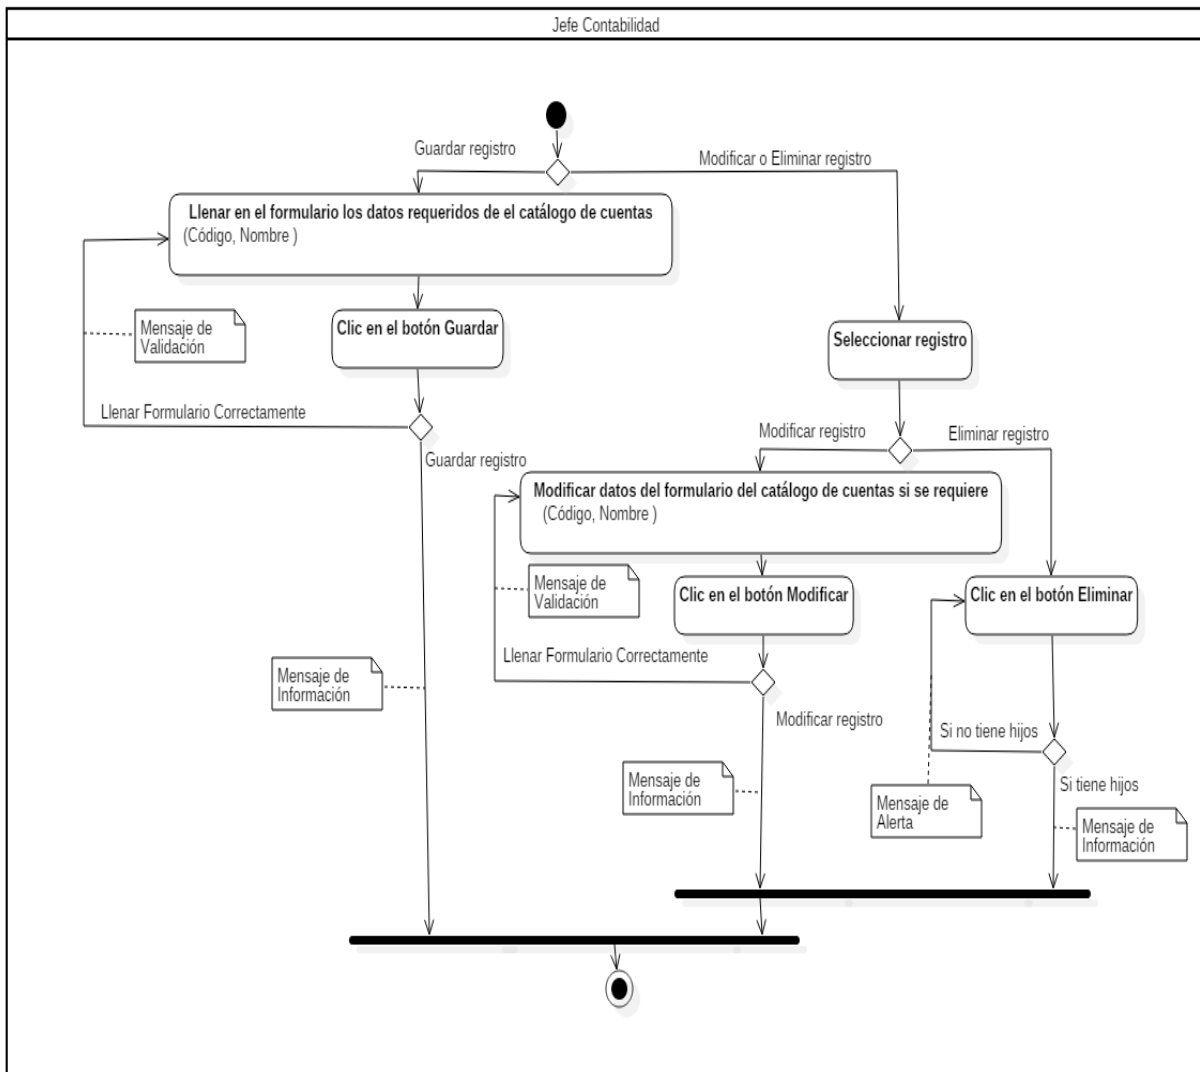 Jefe Contabilidad
Guardar registro
Modificar o Eliminar registro
Llenar en el formulario los datos requeridos de el catálogo de cuentas
(Código, Nombre )
Mensaje de
Validación
Clic en el botón Guardar
Seleccionar registro
Llenar Formulario Correctamente
Guardar registro
Modificar registro
Eliminar registro
Modificar datos del formulario del catálogo de cuentas si se requiere
(Código, Nombre )
Mensaje de
Validación
Clic en el botón Modificar
Clic en el botón Eliminar
Llenar Formulario Correctamente
Mensaje de
Información
Modificar registro
Si no tiene hijos
Mensaje de
Información
Mensaje de
Alerta
Si tiene hijos
Mensaje de
Información